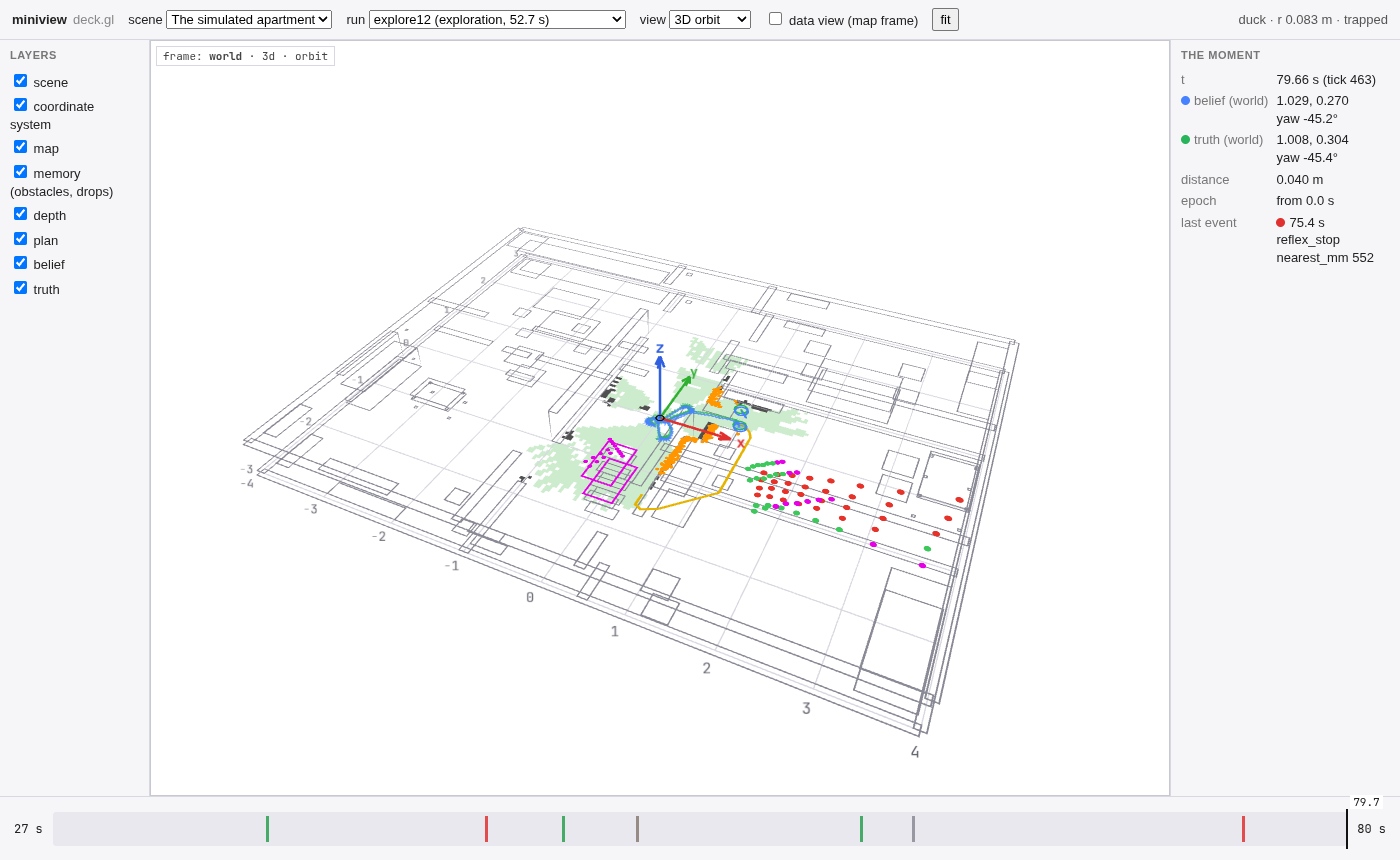 miniview deck.gl scene The simulated apartment run explore12 (exploration, 52.7 s) view 3D orbit data view (map frame) fit duck · r 0.083 m · trapped
LAYERS
scene
coordinate
system
map
memory
(obstacles, drops)
depth
plan
belief
truth
frame: world · 3d · orbit
3
2
1
0
-1
-2
-3
-4
-3
-2
-1
0
1
2
3
4
Z
y
x
THE MOMENT
t 79.66 s (tick 463)
belief (world) 1.029, 0.270
yaw -45.2°
truth (world) 1.008, 0.304
yaw -45.4°
distance 0.040 m
epoch from 0.0 s
last event 75.4 s
reflex_stop
nearest_mm 552
79.7
27 s 80 s